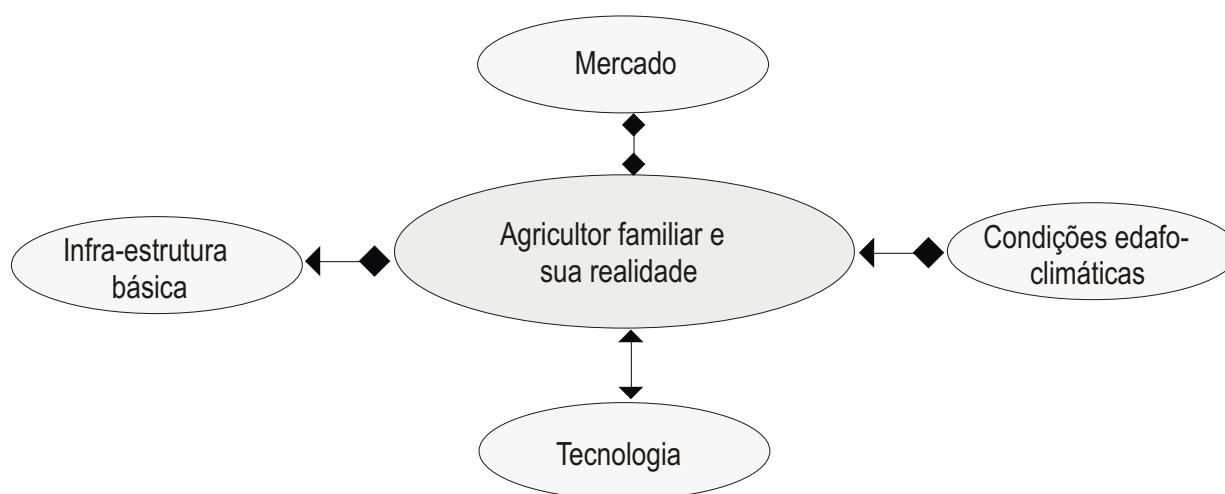 Mercado
Agricultor familiar e
sua realidade
Infra-estrutura
básica
Condições edafo-
climáticas
Tecnologia